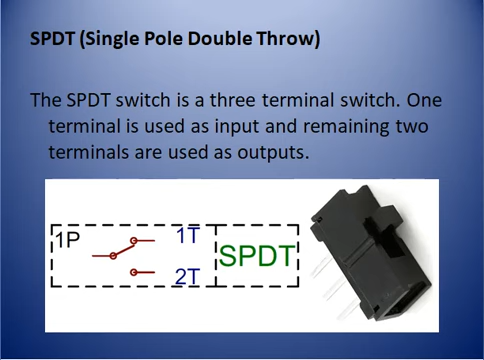 SPDT (Single Pole Double Throw)
The SPDT switch is a three terminal switch. One
terminal is used as input and remaining two
terminals are used as outputs.
1P
1T
SPDT
2T